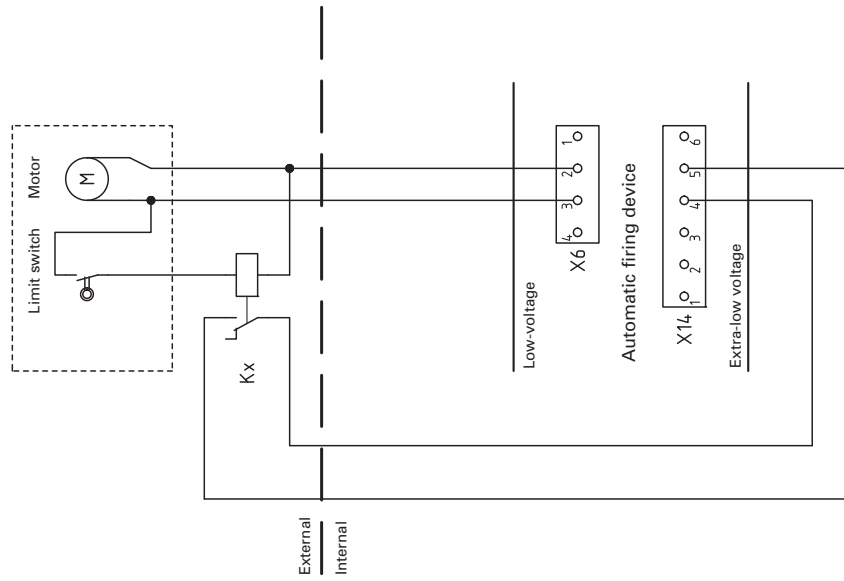 Motor
M
Limit switch
Kx
External
Internal
Low-voltage
1
2
3
4
X6
Automatic firing device
6
5
4
3
2
1
X14
Extra-low voltage